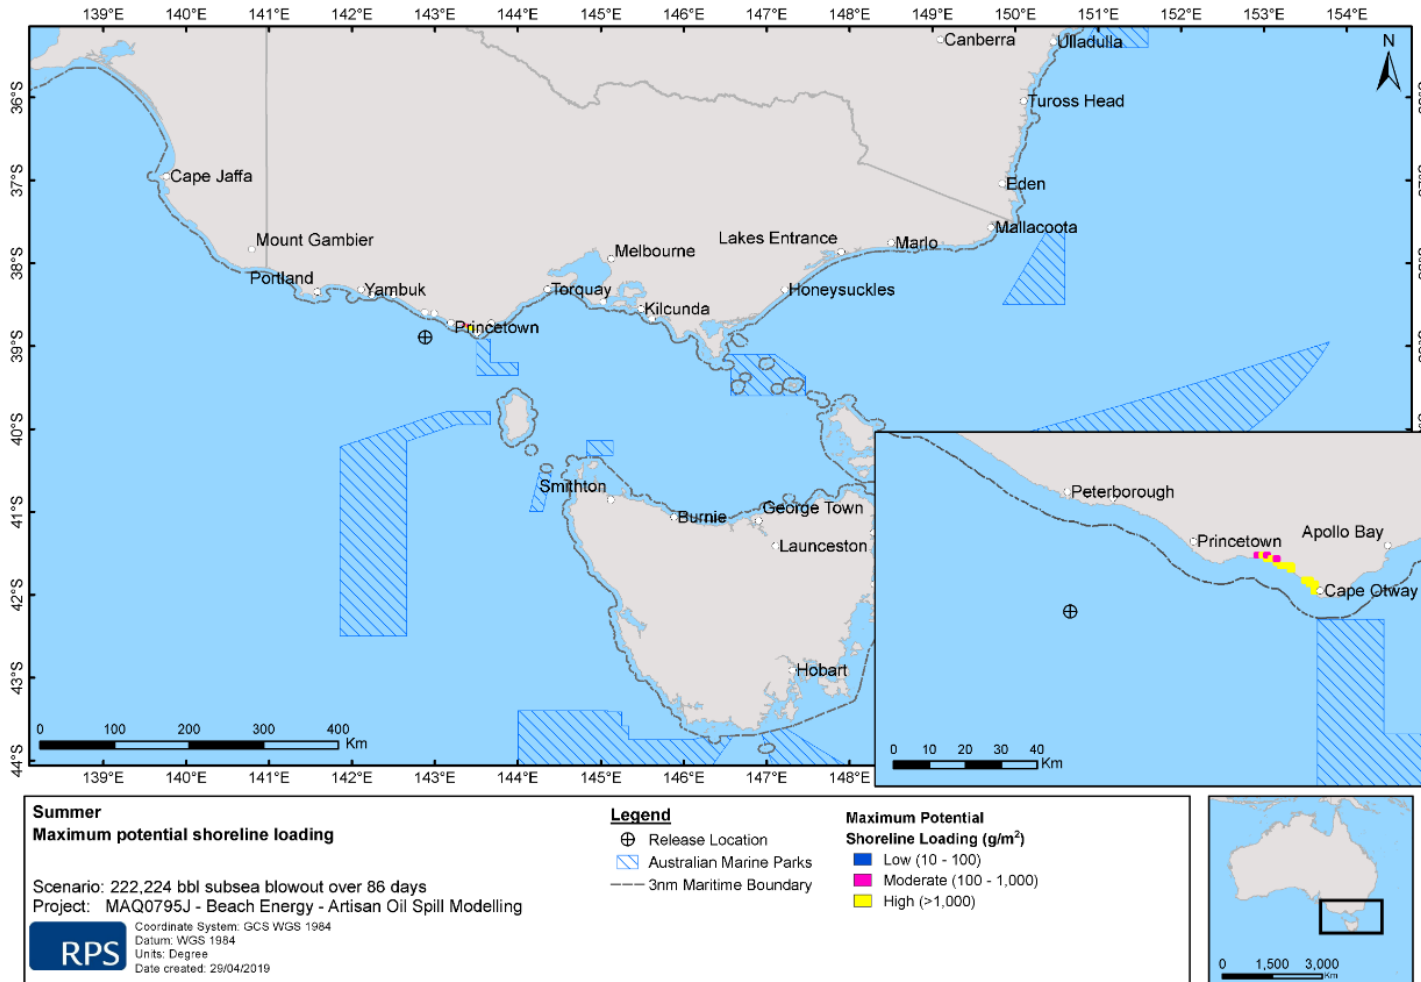 139°E 140°E 141°E 142°E 143°E 144°E 145°E 146°E 147°E 148°E 149°E 150°E 151°E 152°E 153°E 154°E
36°S
37°S
38°S
39°S
40°S
41°S
42°S
43°S
44°S
Canberra
Ulladulla
N
Tuross Head
Cape Jaffa
Eden
Mount Gambier
Melbourne
Lakes Entrance
Marlo
Mallacoota
Portland
Yambuk
Torquay
Kilcunda
Honeysuckles
Princetown
Smithton
Burnie
George Town
Launceston
Hobart
0 100 200 300 400
Km
139°E 140°E 141°E 142°E 143°E 144°E 145°E 146°E 147°E 148°E
Peterborough
Princetown
Apollo Bay
Cape Otway
0 10 20 30 40
Km
Summer
Maximum potential shoreline loading
Scenario: 222,224 bbl subsea blowout over 86 days
Project: MAQ0795J - Beach Energy - Artisan Oil Spill Modelling
RPS
Coordinate System: GCS WGS 1984
Datum: WGS 1984
Units: Degree
Date created: 29/04/2019
Legend
Release Location
Australian Marine Parks
3nm Maritime Boundary
Maximum Potential
Shoreline Loading (g/m²)
Low (10 - 100)
Moderate (100 - 1,000)
High (>1,000)
0 1,500 3,000
Km